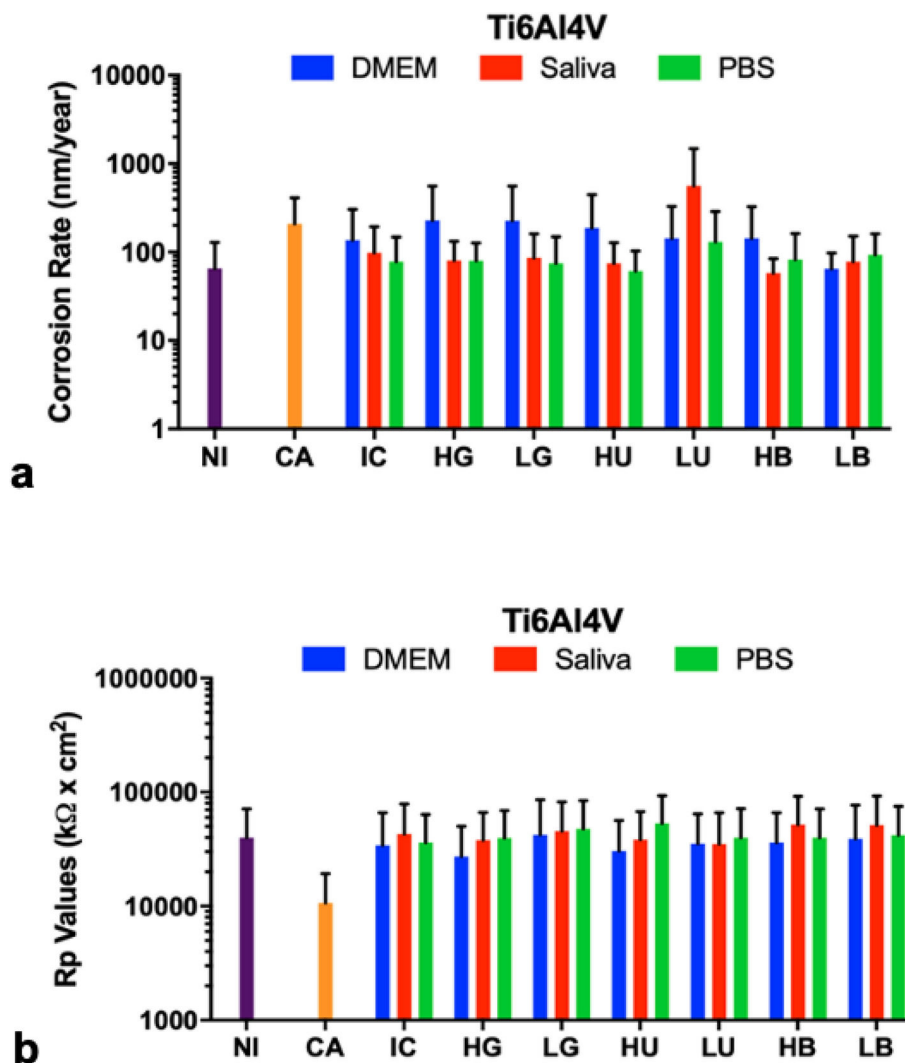 Ti6Al4V
DMEM Saliva PBS
Corrosion Rate (nm/year)
10000
1000
100
10
1
NI CA IC HG LG HU LU HB LB
a
Ti6Al4V
DMEM Saliva PBS
Rp Values (kΩ x cm²)
1000000
100000
10000
1000
NI CA IC HG LG HU LU HB LB
b